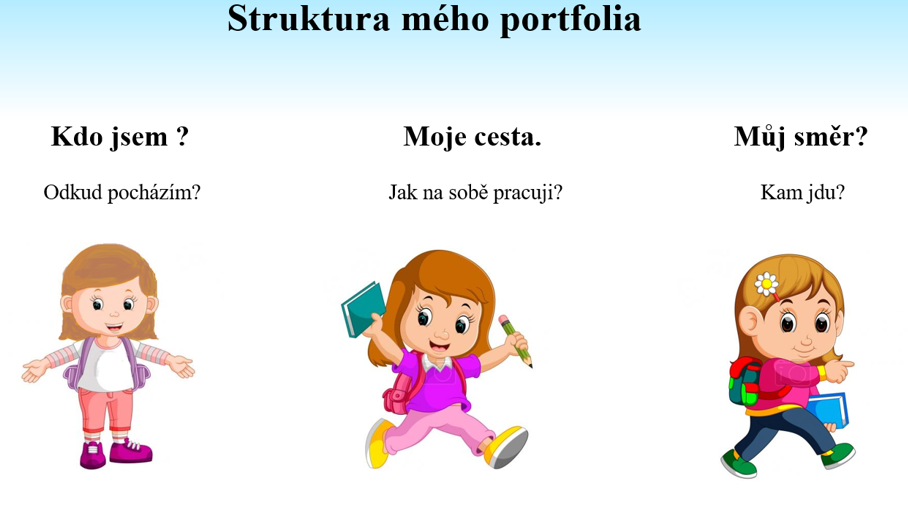 Struktura mého portfolia
Kdo jsem ?
Moje cesta.
Můj směr?
Odkud pocházím?
Jak na sobě pracuji?
Kam jdu?